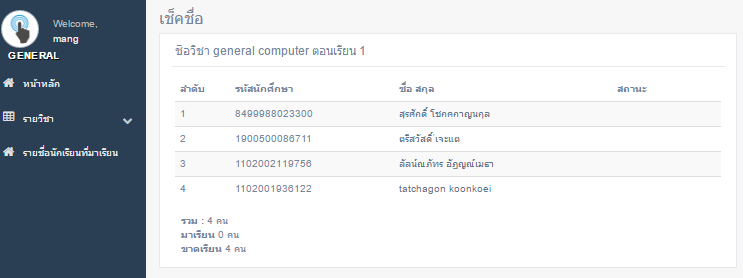 Welcome,
mang
GENERAL
หน้าหลัก
รายวิชา
รายชื่อนักเรียนที่มาเรียน
เช็คชื่อ
ชื่อวิชา general computer ตอนเรียน 1
ลำดับ รหัสนักศึกษา ชื่อ สกุล สถานะ
1 8499988023300 สุรศักดิ์ โชคคกาญนกุล
2 1900500086711 ตรีสวัสดิ์ เจะแต
3 1102002119756 ลัลน์ณภัทร อัฏญณ์เมธา
4 1102001936122 tatchagon koonkoei
รวม : 4 คน
มาเรียน 0 คน
ขาดเรียน 4 คน